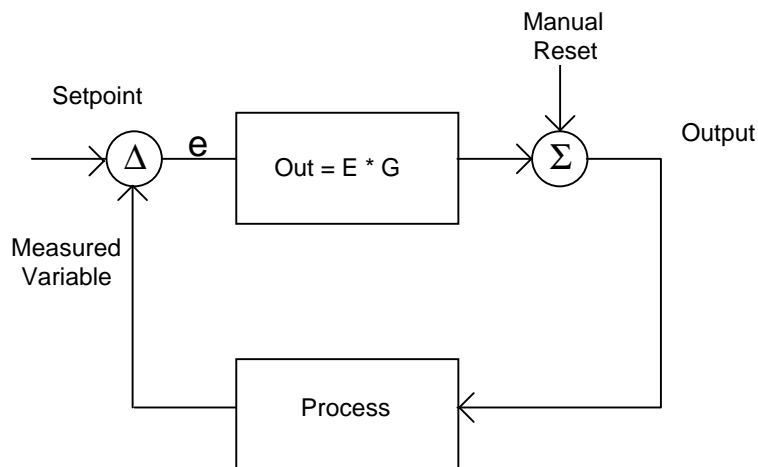 Manual
Reset
Setpoint
Output
Δ
e
Out = E * G
Σ
Measured
Variable
Process